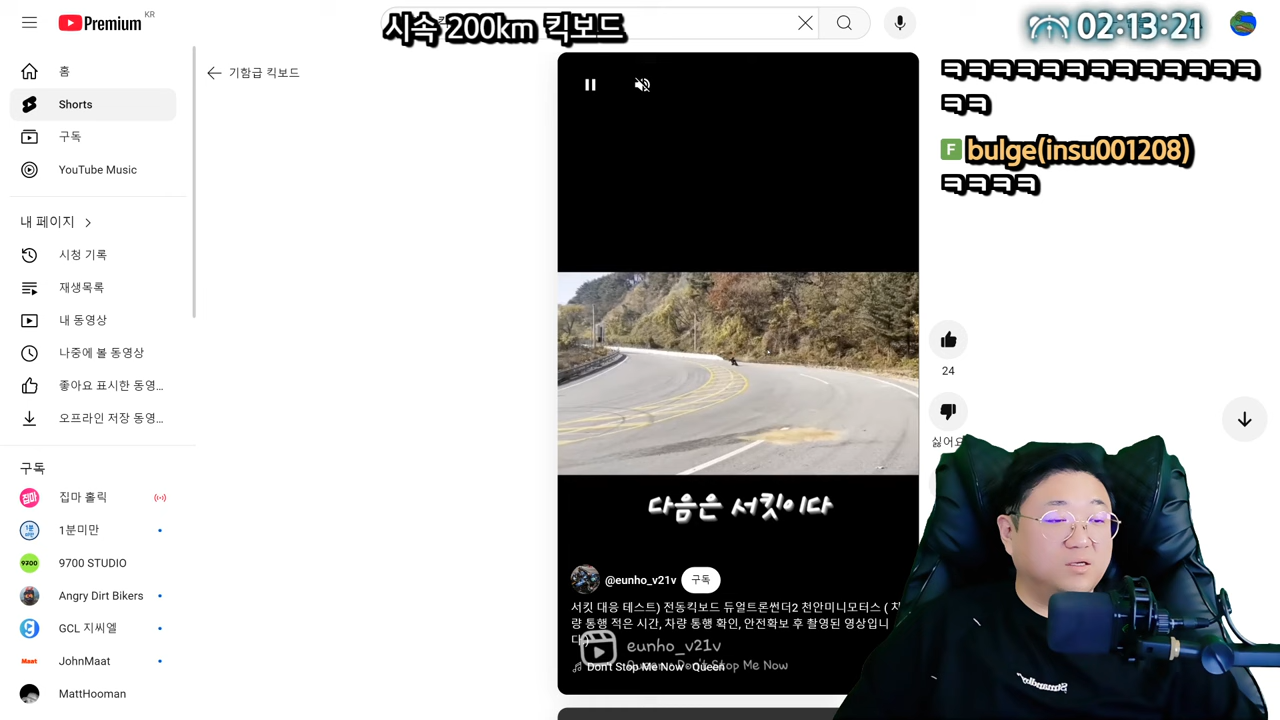 Premium KR
시속 200km 킥보드
02:13:21
홈
Shorts
구독
YouTube Music
내 페이지
시청 기록
재생목록
내 동영상
나중에 볼 동영상
좋아요 표시한 동영...
오프라인 저장 동영...
구독
집마 홀릭
1분미만
9700 STUDIO
Angry Dirt Bikers
GCL 지씨엘
JohnMaat
MattHooman
기함급 킥보드
다음은 서킷이다
@eunho_v21v 구독
서킷 대응 테스트) 전동킥보드 듀얼트론썬더2 천안미니모터스 ( 차
량 통행 적은 시간, 차량 통행 확인, 안전확보 후 촬영된 영상입니
다.)
eunho_v21v
Don't Stop Me Now · Queen
ㅋㅋㅋㅋㅋㅋㅋㅋㅋㅋㅋㅋㅋ
ㅋㅋ
F bulge(insu001208)
ㅋㅋㅋㅋ
24
싫어요